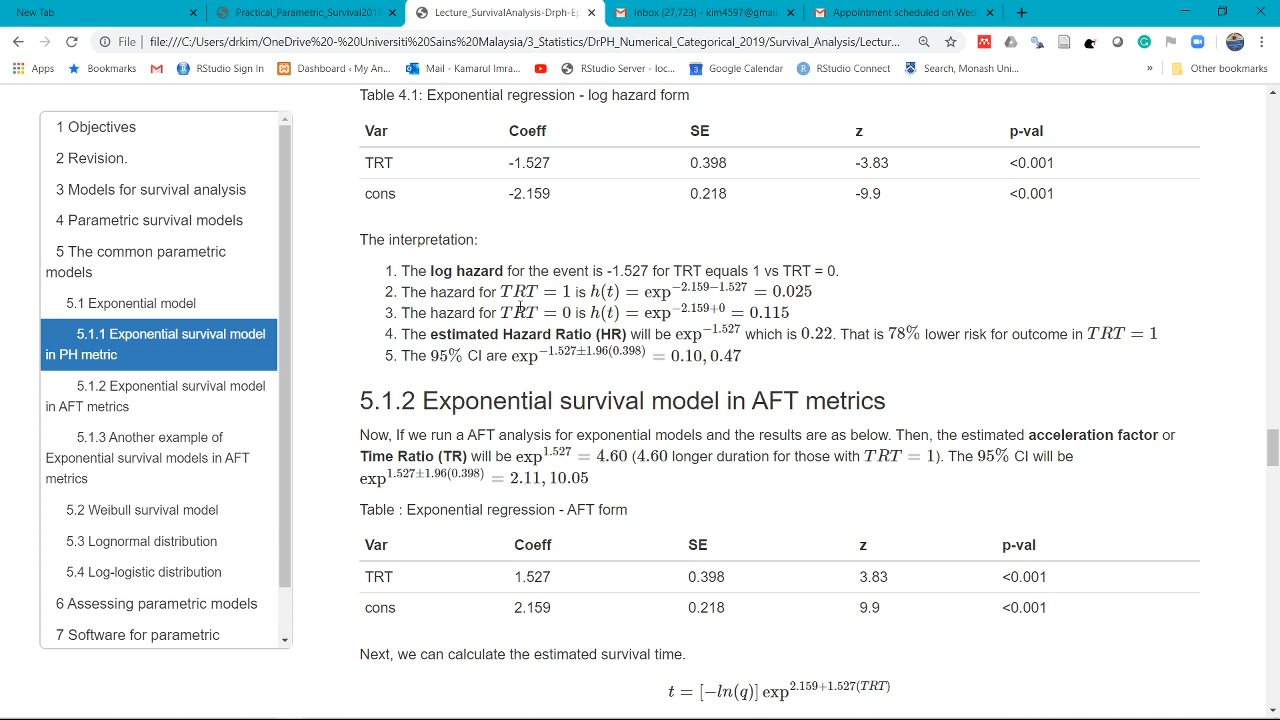 New Tab
Practical_Parametric_Survival201
Lecture_SurvivalAnalysis-Drph-Ep
Inbox (27,723) - kim4597@gmail.
Appointment scheduled on Wed
File
file:///C:/Users/drkim/OneDrive%20-%20Universiti%20Sains%20Malaysia/3_Statistics/DrPH_Numerical_Categorical_2019/Survival_Analysis/Lectur...
Apps
Bookmarks
RStudio Sign In
Dashboard ‹ My An...
Mail - Kamarul Imra...
RStudio Server - loc...
Google Calendar
RStudio Connect
Search, Monash Uni...
»
Other bookmarks
1 Objectives
2 Revision.
3 Models for survival analysis
4 Parametric survival models
5 The common parametric
models
5.1 Exponential model
5.1.1 Exponential survival model
in PH metric
5.1.2 Exponential survival model
in AFT metrics
5.1.3 Another example of
Exponential survival models in AFT
metrics
5.2 Weibull survival model
5.3 Lognormal distribution
5.4 Log-logistic distribution
6 Assessing parametric models
7 Software for parametric
Table 4.1: Exponential regression - log hazard form
Var Coeff SE z p-val
TRT -1.527 0.398 -3.83 <0.001
cons -2.159 0.218 -9.9 <0.001
The interpretation:
1. The log hazard for the event is -1.527 for TRT equals 1 vs TRT = 0.
2. The hazard for TRT = 1 is h(t) = exp^−2.159−1.527 = 0.025
3. The hazard for TRT = 0 is h(t) = exp^−2.159+0 = 0.115
4. The estimated Hazard Ratio (HR) will be exp^−1.527 which is 0.22. That is 78% lower risk for outcome in TRT = 1
5. The 95% CI are exp^−1.527±1.96(0.398) = 0.10, 0.47
5.1.2 Exponential survival model in AFT metrics
Now, If we run a AFT analysis for exponential models and the results are as below. Then, the estimated acceleration factor or
Time Ratio (TR) will be exp^1.527 = 4.60 (4.60 longer duration for those with TRT = 1). The 95% CI will be
exp^1.527±1.96(0.398) = 2.11, 10.05
Table : Exponential regression - AFT form
Var Coeff SE z p-val
TRT 1.527 0.398 3.83 <0.001
cons 2.159 0.218 9.9 <0.001
Next, we can calculate the estimated survival time.
t = [−ln(q)] exp^2.159+1.527(TRT)